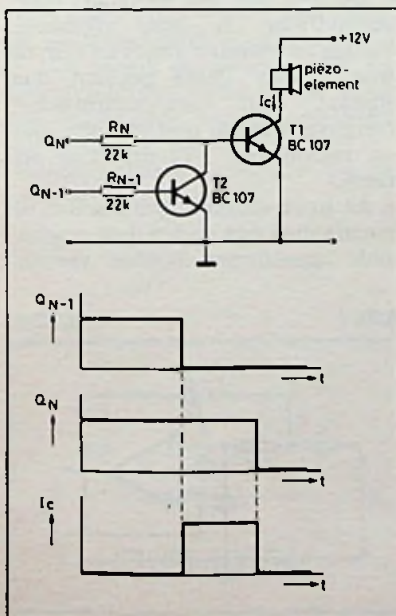 +12V
piëzo-
element
Ic
T1
BC 107
QN
RN
22k
T2
BC 107
QN-1
RN-1
22k
QN-1
t
QN
t
Ic
t